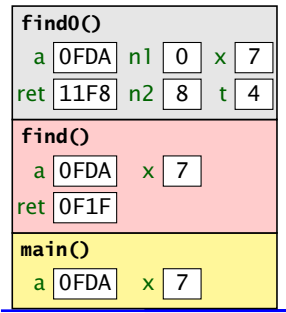 find0()
a 0FDA n1 0 x 7
ret 11F8 n2 8 t 4
find()
a 0FDA x 7
ret 0F1F
main()
a 0FDA x 7